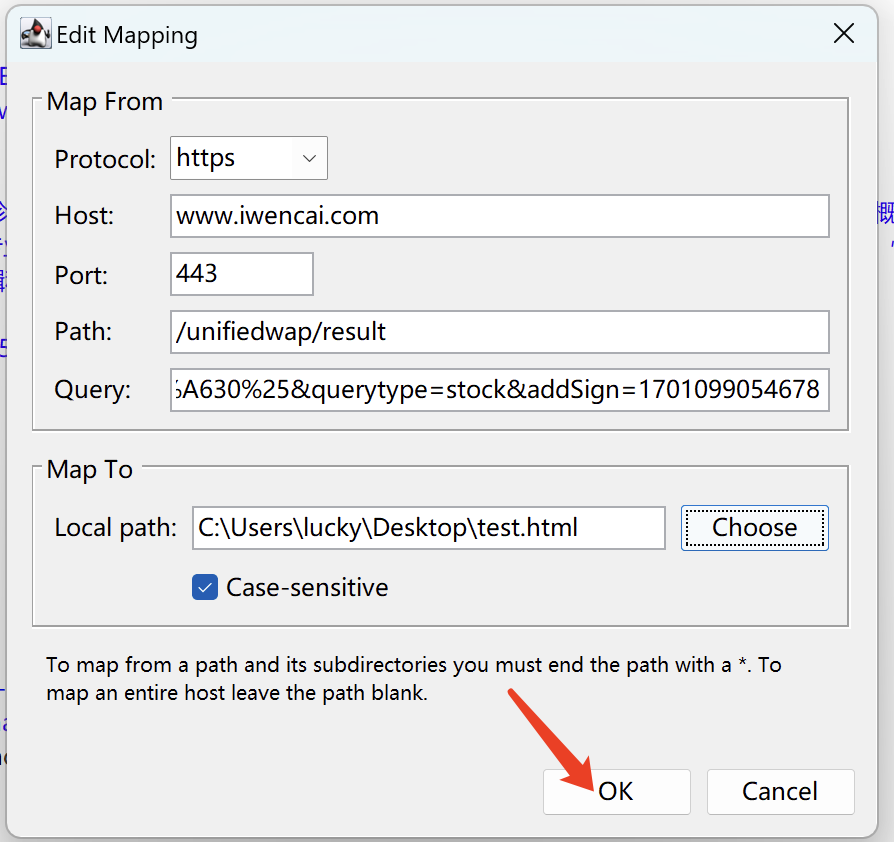 Edit Mapping
Map From
Protocol: https
Host: www.iwencai.com
Port: 443
Path: /unifiedwap/result
Query: %A630%25&querytype=stock&addSign=1701099054678
Map To
Local path: C:\Users\lucky\Desktop\test.html Choose
Case-sensitive
To map from a path and its subdirectories you must end the path with a *. To
map an entire host leave the path blank.
OK Cancel